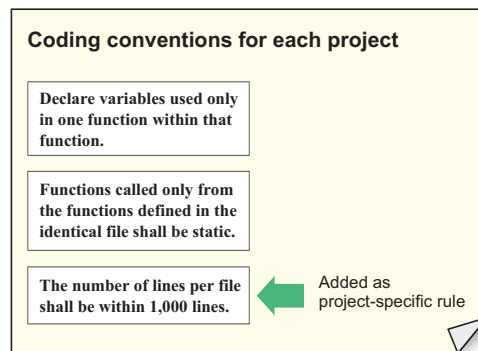 Coding conventions for each project
Declare variables used only
in one function within that
function.
Functions called only from
the functions defined in the
identical file shall be static.
The number of lines per file
shall be within 1,000 lines.
Added as
project-specific rule